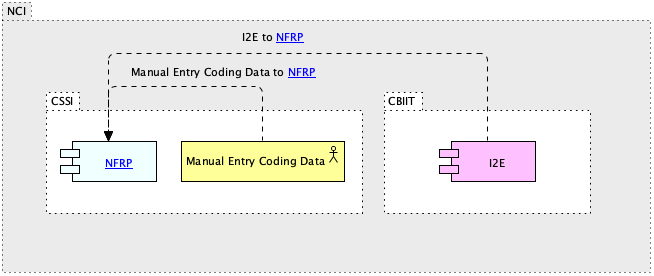 NCI
I2E to NFRP
Manual Entry Coding Data to NFRP
CSSI
CBIIT
NFRP
Manual Entry Coding Data
I2E